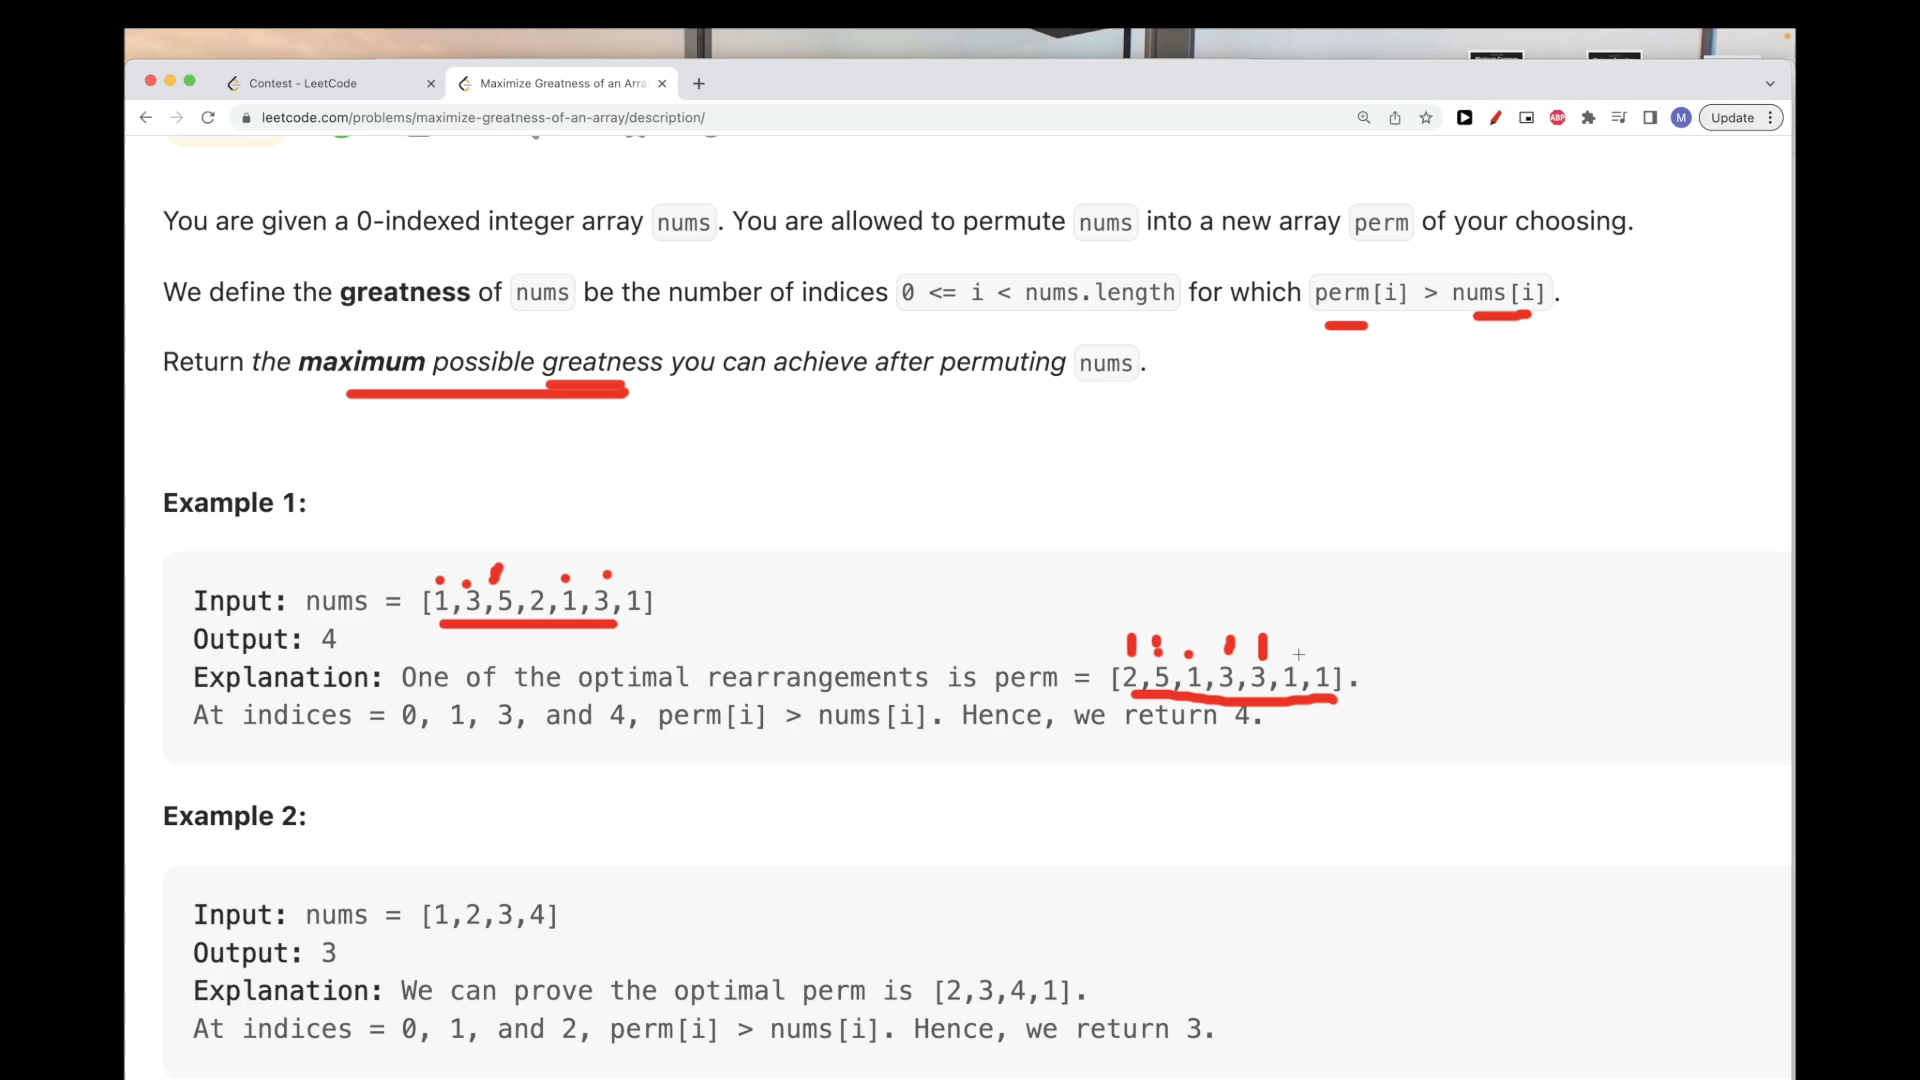 Contest - LeetCode
Maximize Greatness of an Arra
leetcode.com/problems/maximize-greatness-of-an-array/description/
ABP
M
Update
You are given a 0-indexed integer array nums. You are allowed to permute nums into a new array perm of your choosing.
We define the greatness of nums be the number of indices 0 <= i < nums.length for which perm[i] > nums[i].
Return the maximum possible greatness you can achieve after permuting nums.
Example 1:
Input: nums = [1,3,5,2,1,3,1]
Output: 4
Explanation: One of the optimal rearrangements is perm = [2,5,1,3,3,1,1].
At indices = 0, 1, 3, and 4, perm[i] > nums[i]. Hence, we return 4.
Example 2:
Input: nums = [1,2,3,4]
Output: 3
Explanation: We can prove the optimal perm is [2,3,4,1].
At indices = 0, 1, and 2, perm[i] > nums[i]. Hence, we return 3.